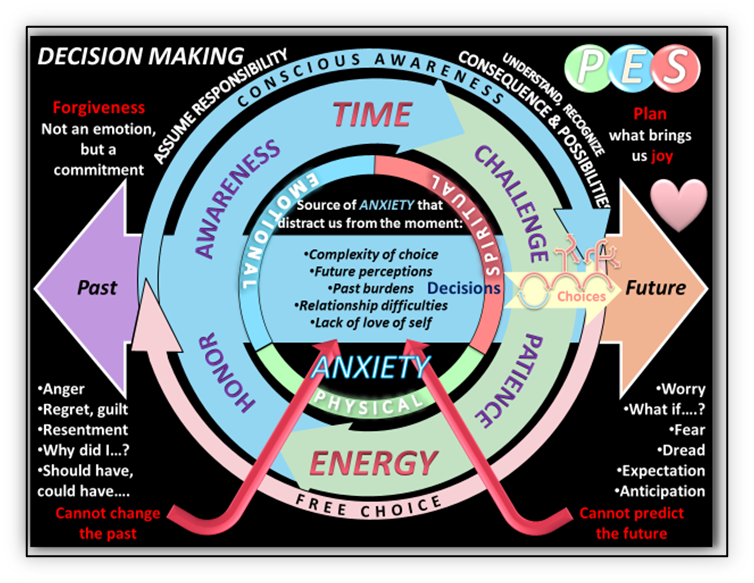 DECISION MAKING
P E S
ASSUME RESPONSIBILITY
CONSCIOUS AWARENESS
UNDERSTAND, RECOGNIZE
CONSEQUENCE & POSSIBILITIES
Forgiveness
Not an emotion,
but a
commitment
Plan
what brings
us joy
TIME
AWARENESS
CHALLENGE
EMOTIONAL
SPIRITUAL
Source of ANXIETY that
distract us from the moment:
•Complexity of choice
•Future perceptions
•Past burdens
•Relationship difficulties
•Lack of love of self
Past
Decisions
Choices
Future
ANXIETY
PHYSICAL
HONOR
PATIENCE
ENERGY
FREE CHOICE
•Anger
•Regret, guilt
•Resentment
•Why did I...?
•Should have,
could have....
Cannot change
the past
•Worry
•What if....?
•Fear
•Dread
•Expectation
•Anticipation
Cannot predict
the future